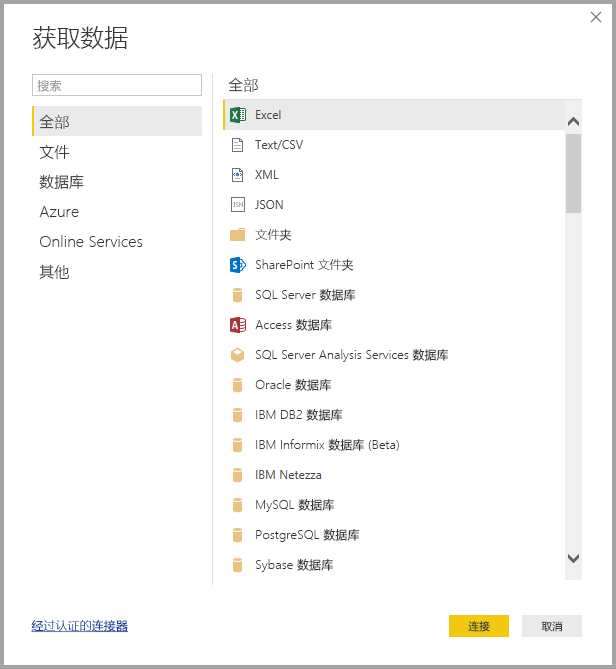 获取数据
搜索
全部
文件
数据库
Azure
Online Services
其他
全部
Excel
Text/CSV
XML
JSON
文件夹
SharePoint 文件夹
SQL Server 数据库
Access 数据库
SQL Server Analysis Services 数据库
Oracle 数据库
IBM DB2 数据库
IBM Informix 数据库 (Beta)
IBM Netezza
MySQL 数据库
PostgreSQL 数据库
Sybase 数据库
经过认证的连接器
连接
取消